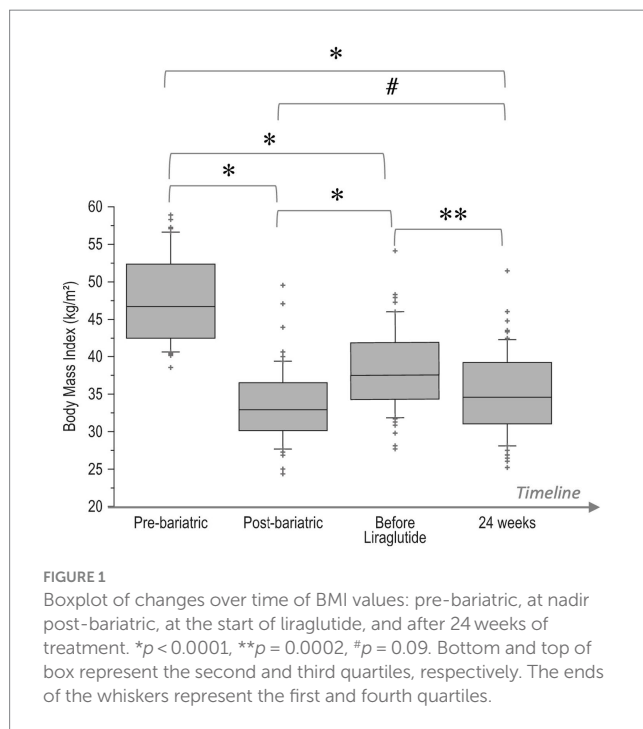 *
#
*
*
*
**
60
55
50
45
40
35
30
25
20
Body Mass Index (kg/m²)
Timeline
Pre-bariatric
Post-bariatric
Before
Liraglutide
24 weeks
FIGURE 1
Boxplot of changes over time of BMI values: pre-bariatric, at nadir
post-bariatric, at the start of liraglutide, and after 24 weeks of
treatment. *p < 0.0001, **p = 0.0002, #p = 0.09. Bottom and top of
box represent the second and third quartiles, respectively. The ends
of the whiskers represent the first and fourth quartiles.